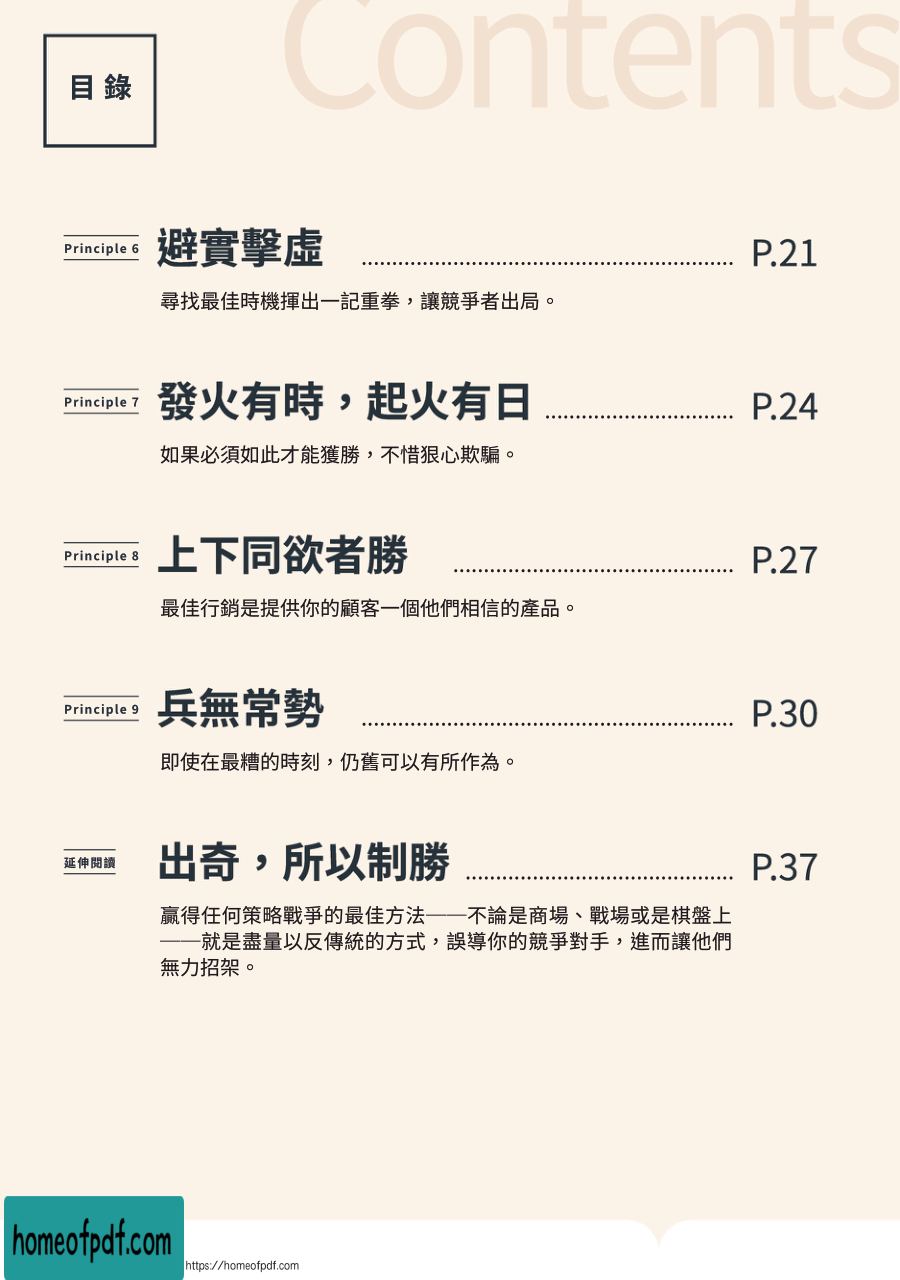 Contents
目錄
Principle 6 避實擊虛 P.21
尋找最佳時機揮出一記重拳，讓競爭者出局。
Principle 7 發火有時，起火有日 P.24
如果必須如此才能獲勝，不惜狠心欺騙。
Principle 8 上下同欲者勝 P.27
最佳行銷是提供你的顧客一個他們相信的產品。
Principle 9 兵無常勢 P.30
即使在最糟的時刻，仍舊可以有所作為。
延伸閱讀 出奇，所以制勝 P.37
贏得任何策略戰爭的最佳方法——不論是商場、戰場或是棋盤上
——就是盡量以反傳統的方式，誤導你的競爭對手，進而讓他們
無力招架。
homeofpdf.com
https://homeofpdf.com